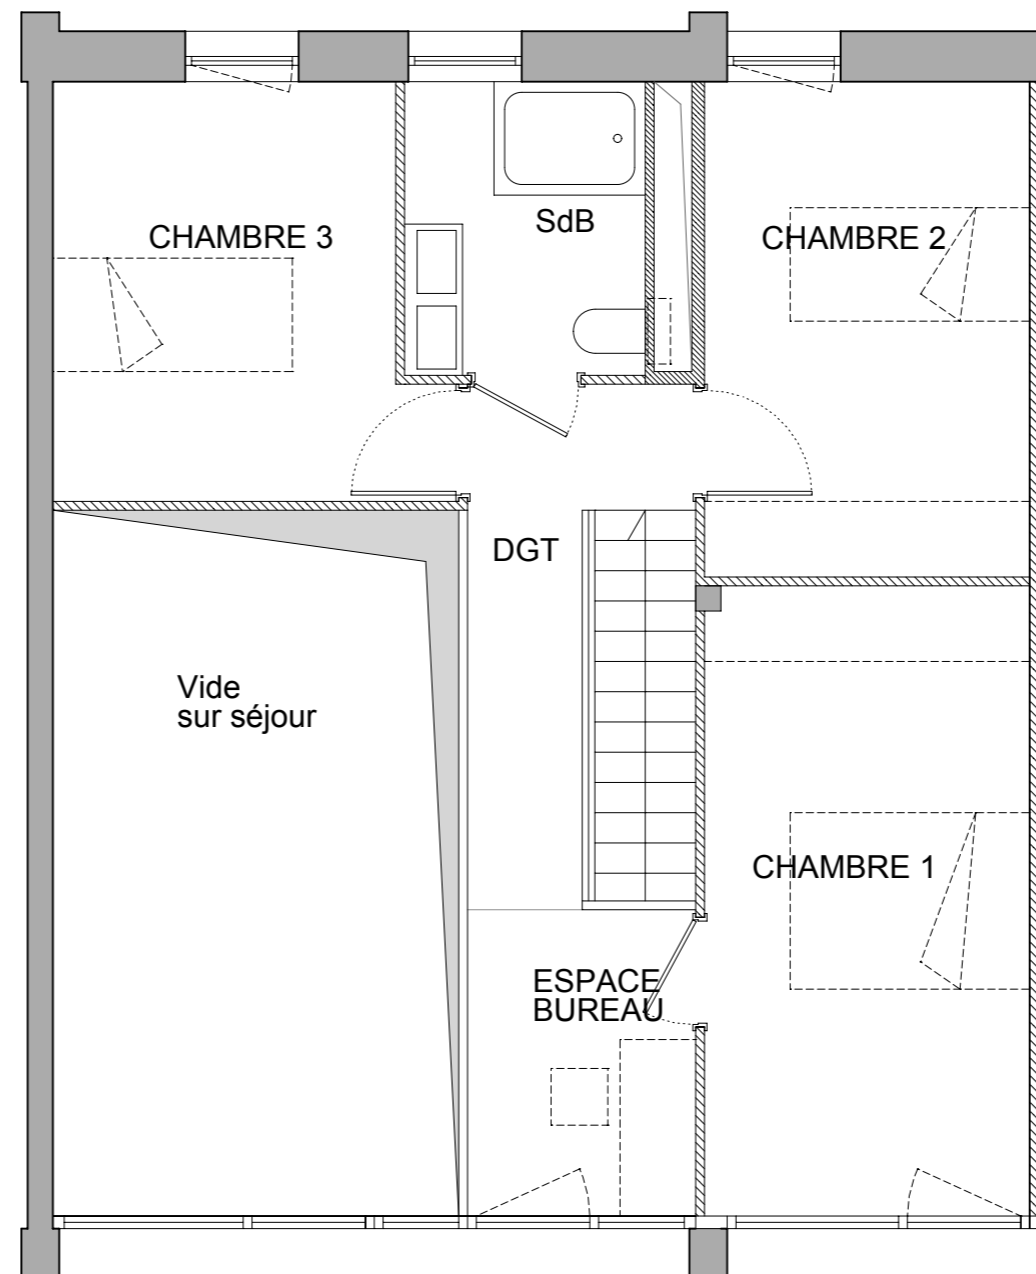 CHAMBRE 3
SdB
CHAMBRE 2
DGT
Vide
sur séjour
CHAMBRE 1
ESPACE
BUREAU